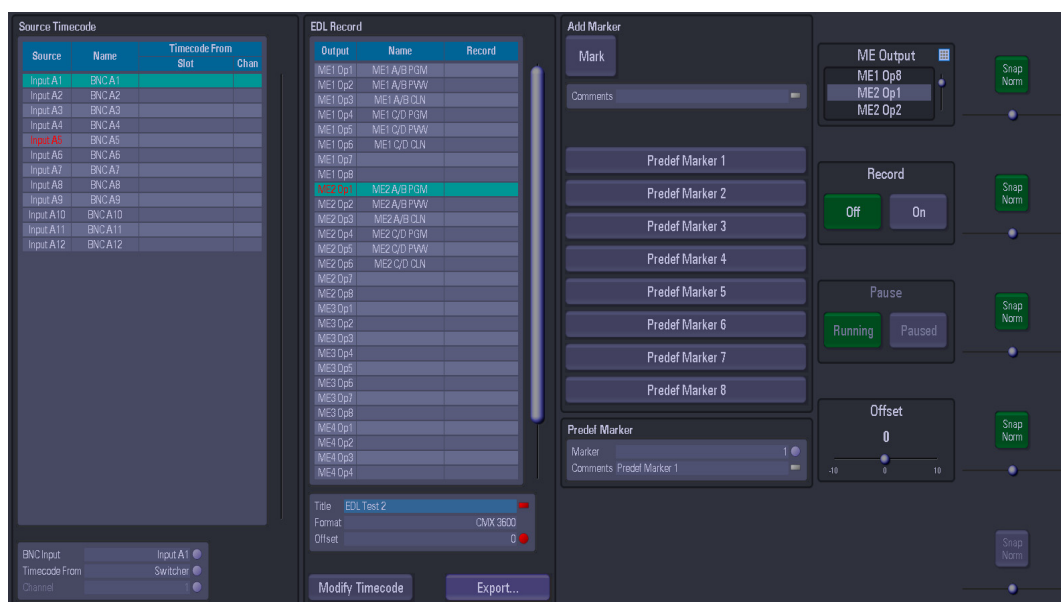 Source Timecode
Source Name Timecode From
Slot Chan
Input A1 BNC A1
Input A2 BNC A2
Input A3 BNC A3
Input A4 BNC A4
Input A5 BNC A5
Input A6 BNC A6
Input A7 BNC A7
Input A8 BNC A8
Input A9 BNC A9
Input A10 BNC A10
Input A11 BNC A11
Input A12 BNC A12
BNC Input Input A1
Timecode From Switcher
Channel 1
EDL Record
Output Name Record
ME1 Op1 ME1 A/B PGM
ME1 Op2 ME1 A/B PVW
ME1 Op3 ME1 A/B CLN
ME1 Op4 ME1 C/D PGM
ME1 Op5 ME1 C/D PVW
ME1 Op6 ME1 C/D CLN
ME1 Op7
ME1 Op8
ME2 Op1 ME2 A/B PGM
ME2 Op2 ME2 A/B PVW
ME2 Op3 ME2 A/B CLN
ME2 Op4 ME2 C/D PGM
ME2 Op5 ME2 C/D PVW
ME2 Op6 ME2 C/D CLN
ME2 Op7
ME2 Op8
ME3 Op1
ME3 Op2
ME3 Op3
ME3 Op4
ME3 Op5
ME3 Op6
ME3 Op7
ME3 Op8
ME4 Op1
ME4 Op2
ME4 Op3
ME4 Op4
Title EDL Test 2
Format CMX 3600
Offset 0
Modify Timecode Export...
Add Marker
Mark
Comments
Predef Marker 1
Predef Marker 2
Predef Marker 3
Predef Marker 4
Predef Marker 5
Predef Marker 6
Predef Marker 7
Predef Marker 8
Predef Marker
Marker 1
Comments Predef Marker 1
ME Output
ME1 Op8
ME2 Op1
ME2 Op2
Snap
Norm
Record
Off On
Snap
Norm
Pause
Running Paused
Snap
Norm
Offset
0
-10 0 10
Snap
Norm
Snap
Norm